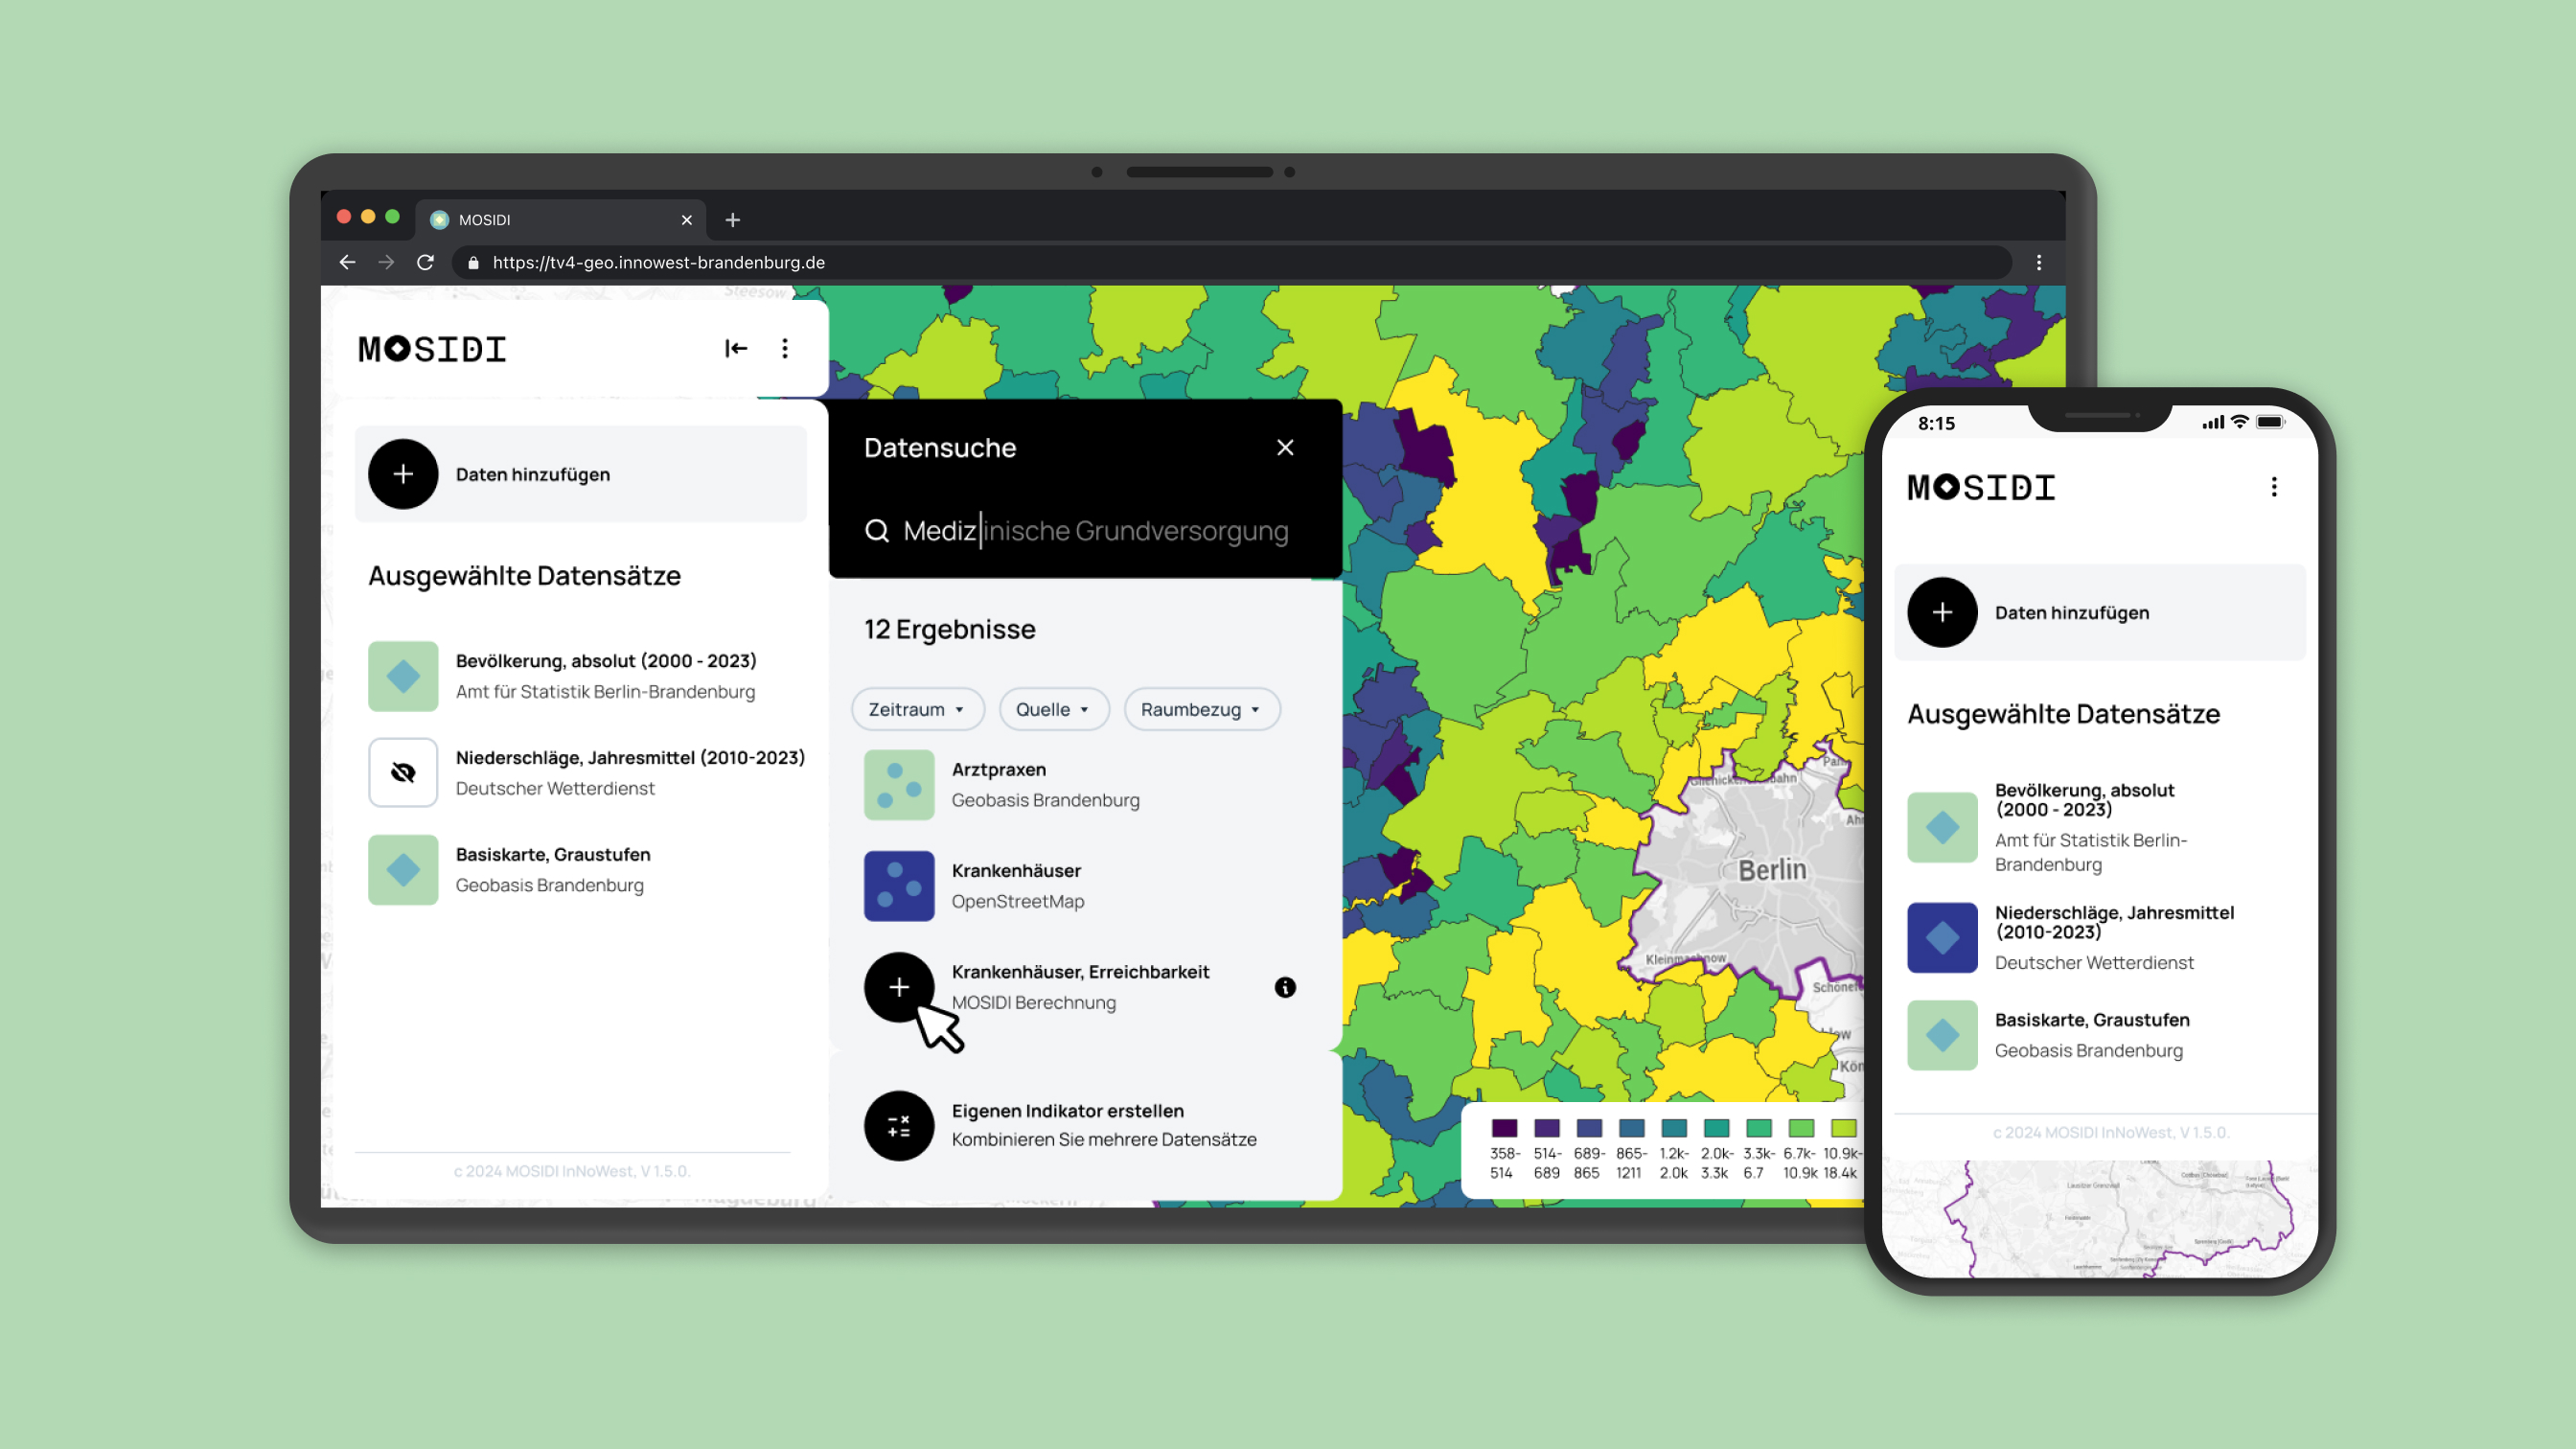 MOSIDI
https://tv4-geo.innowest-brandenburg.de
Steesow
MOSIDI
Daten hinzufügen
Ausgewählte Datensätze
Bevölkerung, absolut (2000 - 2023)
Amt für Statistik Berlin-Brandenburg
Niederschläge, Jahresmittel (2010-2023)
Deutscher Wetterdienst
Basiskarte, Graustufen
Geobasis Brandenburg
c 2024 MOSIDI InNoWest, V 1.5.0.
Datensuche
Medizinische Grundversorgung
12 Ergebnisse
Zeitraum Quelle Raumbezug
Arztpraxen
Geobasis Brandenburg
Krankenhäuser
OpenStreetMap
Krankenhäuser, Erreichbarkeit
MOSIDI Berechnung
Eigenen Indikator erstellen
Kombinieren Sie mehrere Datensätze
Berlin
358- 514- 689- 865- 1.2k- 2.0k- 3.3k- 6.7k- 10.9k-
514 689 865 1211 2.0k 3.3k 6.7 10.9k 18.4k
8:15
MOSIDI
Daten hinzufügen
Ausgewählte Datensätze
Bevölkerung, absolut
(2000 - 2023)
Amt für Statistik Berlin-
Brandenburg
Niederschläge, Jahresmittel
(2010-2023)
Deutscher Wetterdienst
Basiskarte, Graustufen
Geobasis Brandenburg
c 2024 MOSIDI InNoWest, V 1.5.0.